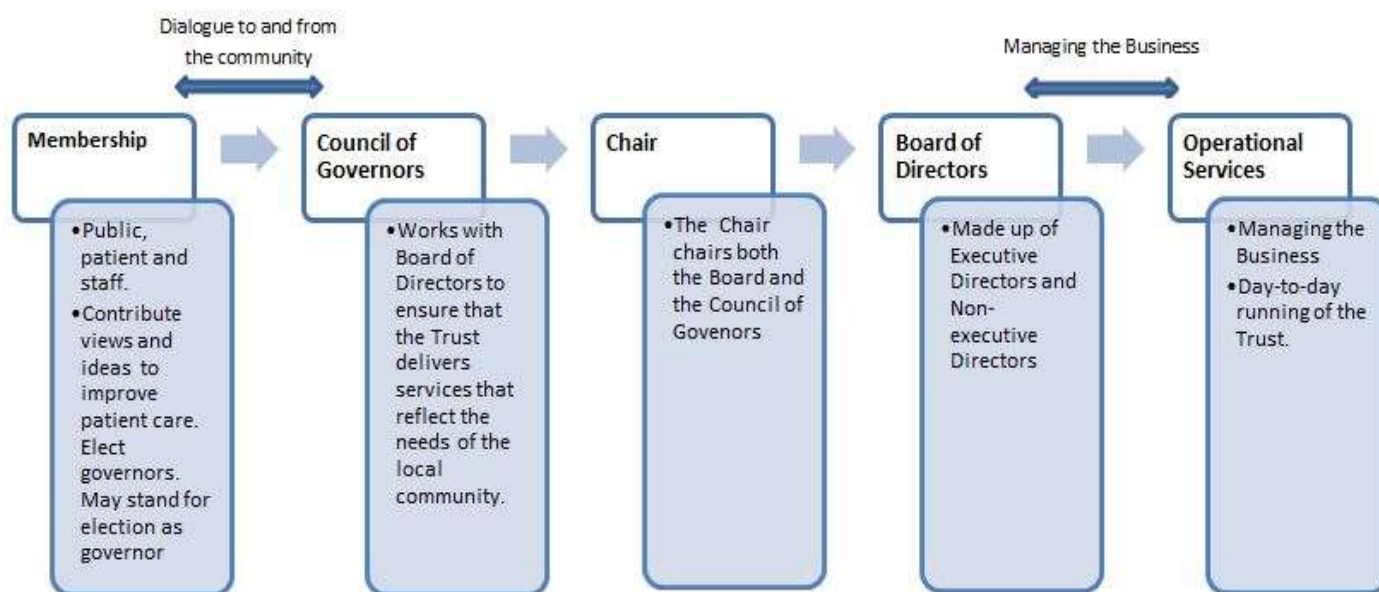 Dialogue to and from
the community
Managing the Business
Membership
Council of
Governors
Chair
Board of
Directors
Operational
Services
•Public,
patient and
staff.
•Contribute
views and
ideas to
improve
patient care.
Elect
governors.
May stand for
election as
governor
•Works with
Board of
Directors to
ensure that
the Trust
delivers
services that
reflect the
needs of the
local
community.
•The Chair
chairs both
the Board and
the Council of
Govenors
•Made up of
Executive
Directors and
Non-
executive
Directors
•Managing the
Business
•Day-to-day
running of the
Trust.